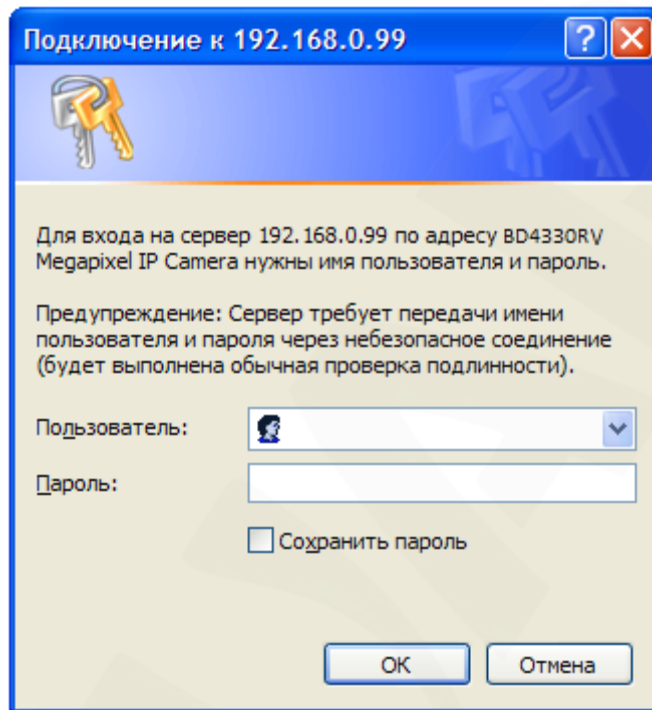 Подключение к 192.168.0.99
Для входа на сервер 192.168.0.99 по адресу BD4330RV
Megapixel IP Camera нужны имя пользователя и пароль.
Предупреждение: Сервер требует передачи имени
пользователя и пароля через небезопасное соединение
(будет выполнена обычная проверка подлинности).
Пользователь:
Пароль:
Сохранить пароль
ОК
Отмена